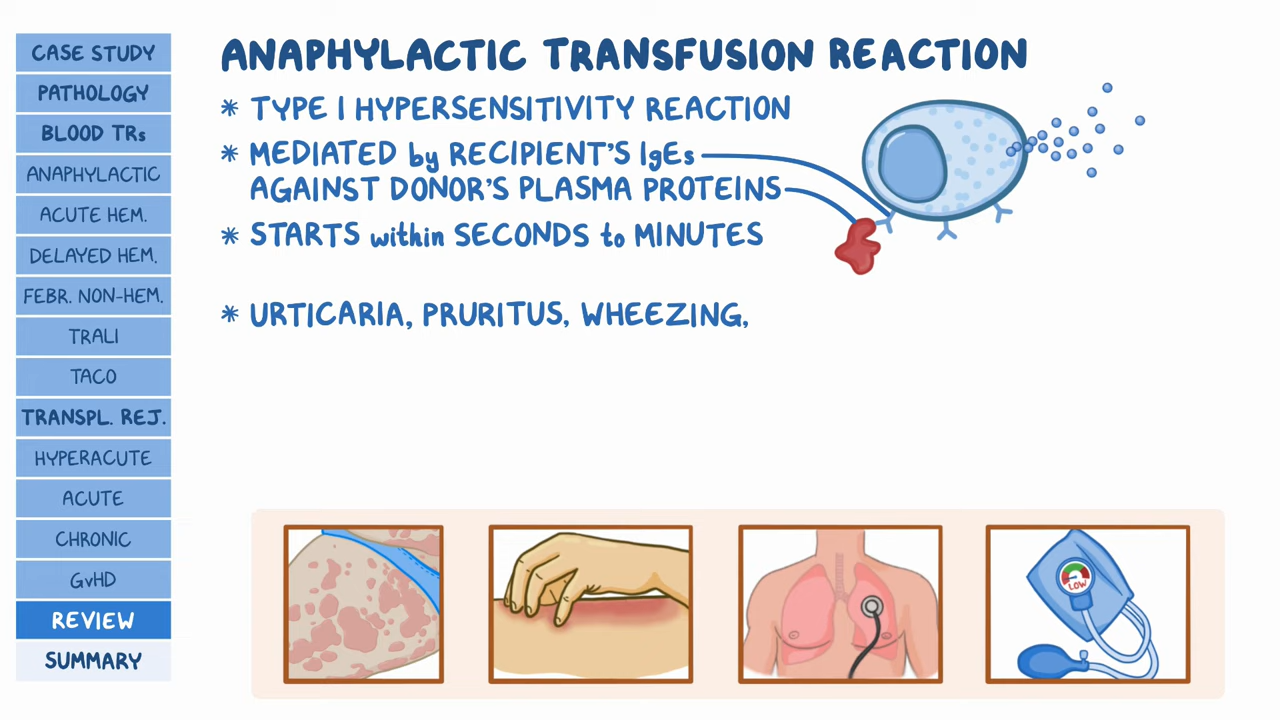 CASE STUDY
PATHOLOGY
BLOOD TRs
ANAPHYLACTIC
ACUTE HEM.
DELAYED HEM.
FEBR. NON-HEM.
TRALI
TACO
TRANSPL. REJ.
HYPERACUTE
ACUTE
CHRONIC
GvHD
REVIEW
SUMMARY
ANAPHYLACTIC TRANSFUSION REACTION
* TYPE I HYPERSENSITIVITY REACTION
* MEDIATED by RECIPIENT'S IgEs
AGAINST DONOR'S PLASMA PROTEINS
* STARTS within SECONDS to MINUTES
* URTICARIA, PRURITUS, WHEEZING,
LOW